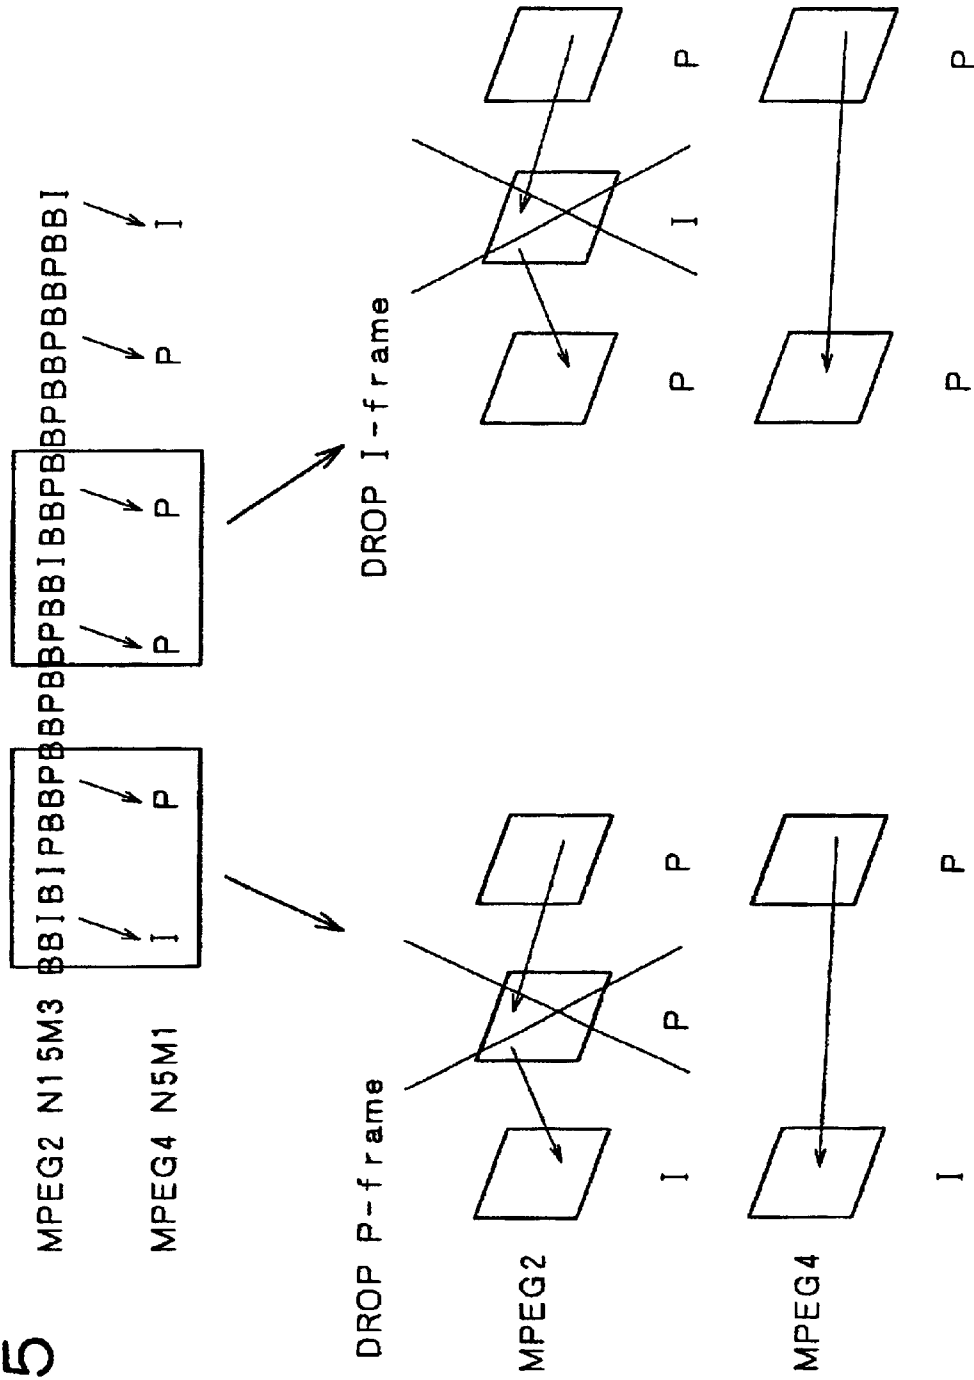 5
MPEG2 N15M3 BBIBIPBBPBBPBBPBBIBBPBBPBBPBBPBBI
MPEG4 N5M1 I P P P P I
DROP P-frame DROP I-frame
MPEG2
I P P P I P
MPEG4
I P P P